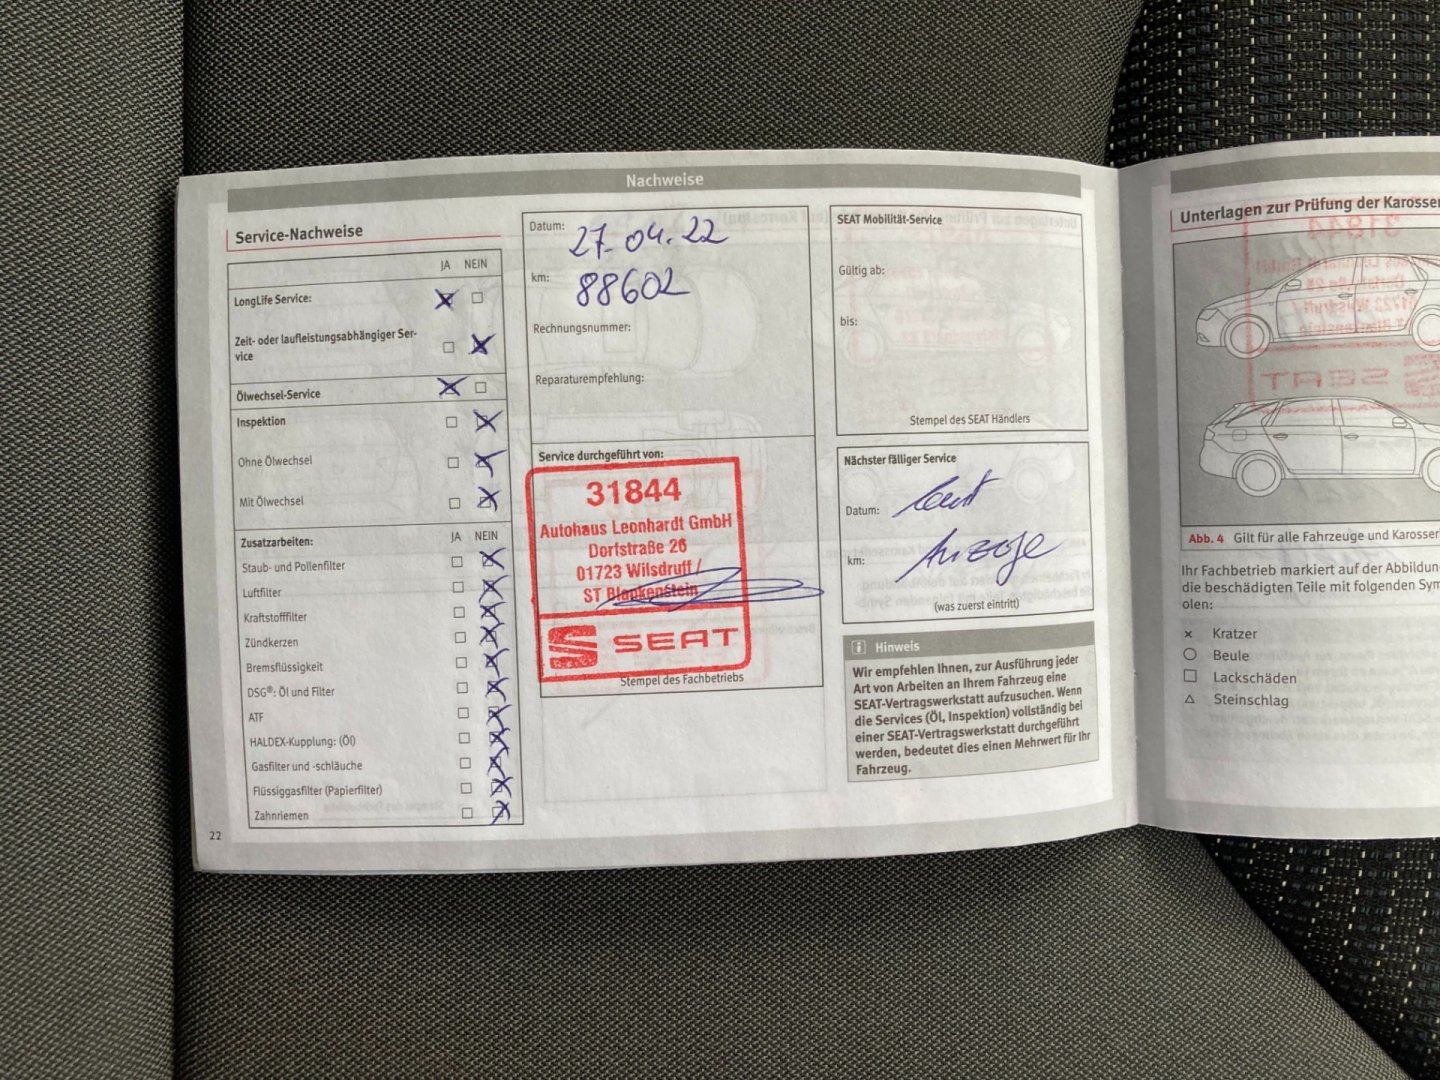 Nachweise
Service-Nachweise
JA NEIN
LongLife Service:
Zeit- oder laufleistungsabhängiger Ser-
vice
Ölwechsel-Service
Inspektion
Ohne Ölwechsel
Mit Ölwechsel
Zusatzarbeiten: JA NEIN
Staub- und Pollenfilter
Luftfilter
Kraftstofffilter
Zündkerzen
Bremsflüssigkeit
DSG®: Öl und Filter
ATF
HALDEX-Kupplung: (Öl)
Gasfilter und -schläuche
Flüssiggasfilter (Papierfilter)
Zahnriemen
22
Datum: 27.04.22
km: 88602
Rechnungsnummer:
Reparaturempfehlung:
Service durchgeführt von:
31844
Autohaus Leonhardt GmbH
Dorfstraße 26
01723 Wilsdruff /
ST Blankenstein
SEAT
Stempel des Fachbetriebs
SEAT Mobilität-Service
Gültig ab:
bis:
Stempel des SEAT Händlers
Nächster fälliger Service
Datum: laut
km: Anzeige
(was zuerst eintritt)
i Hinweis
Wir empfehlen Ihnen, zur Ausführung jeder
Art von Arbeiten an Ihrem Fahrzeug eine
SEAT-Vertragswerkstatt aufzusuchen. Wenn
die Services (Öl, Inspektion) vollständig bei
einer SEAT-Vertragswerkstatt durchgeführt
werden, bedeutet dies einen Mehrwert für Ihr
Fahrzeug.
Unterlagen zur Prüfung der Karosser
Abb. 4 Gilt für alle Fahrzeuge und Karosser
Ihr Fachbetrieb markiert auf der Abbildung
die beschädigten Teile mit folgenden Sym
olen:
Kratzer
Beule
Lackschäden
Steinschlag